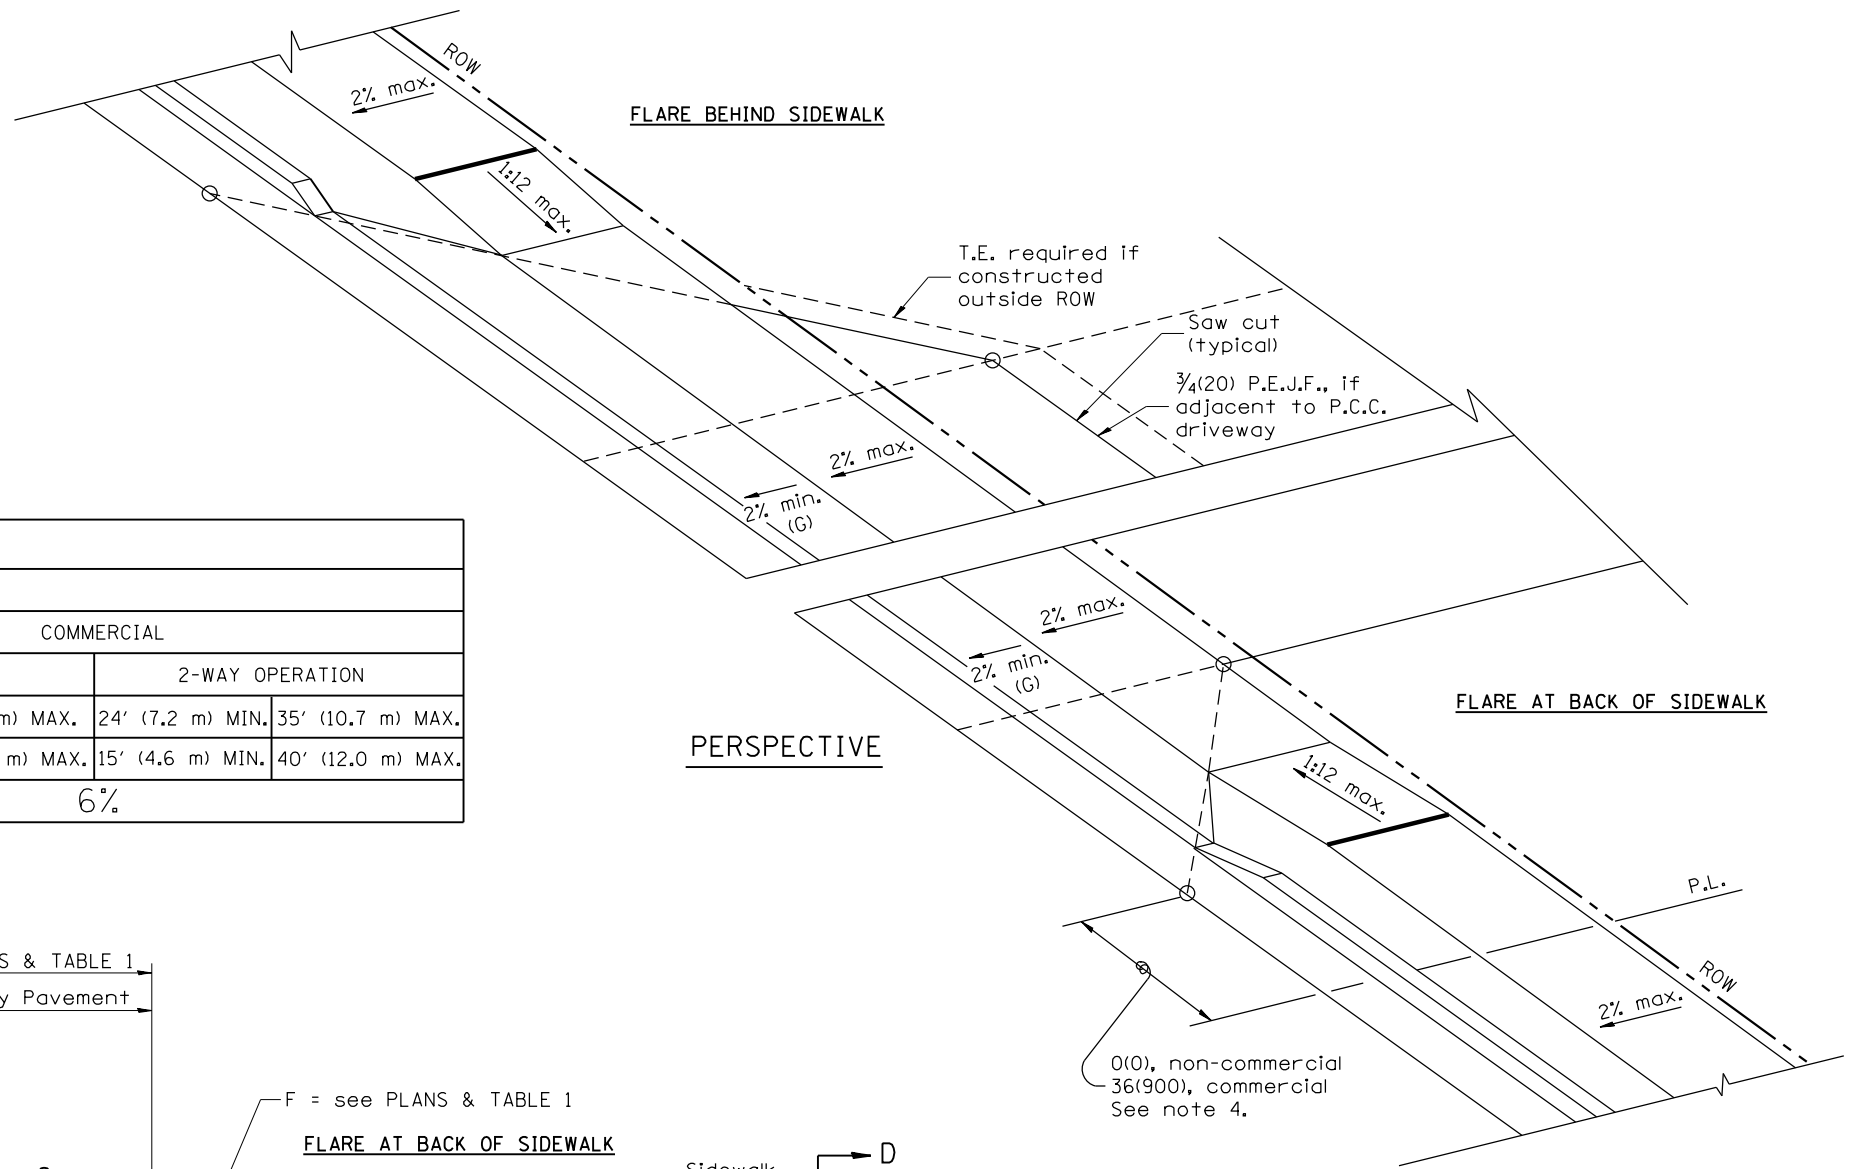 ROW
2% max.
FLARE BEHIND SIDEWALK
1:12 max.
T.E. required if
constructed
outside ROW
Saw cut
(typical)
¾(20) P.E.J.F., if
adjacent to P.C.C.
driveway
2% max.
2% min.
(G)
COMMERCIAL
2-WAY OPERATION
m) MAX. 24' (7.2 m) MIN. 35' (10.7 m) MAX.
m) MAX. 15' (4.6 m) MIN. 40' (12.0 m) MAX.
6%
2% max.
2% min.
(G)
FLARE AT BACK OF SIDEWALK
PERSPECTIVE
1:12 max.
P.L.
ROW
2% max.
0(0), non-commercial
36(900), commercial
See note 4.
S & TABLE 1
y Pavement
F = see PLANS & TABLE 1
FLARE AT BACK OF SIDEWALK
D
Sidewalk